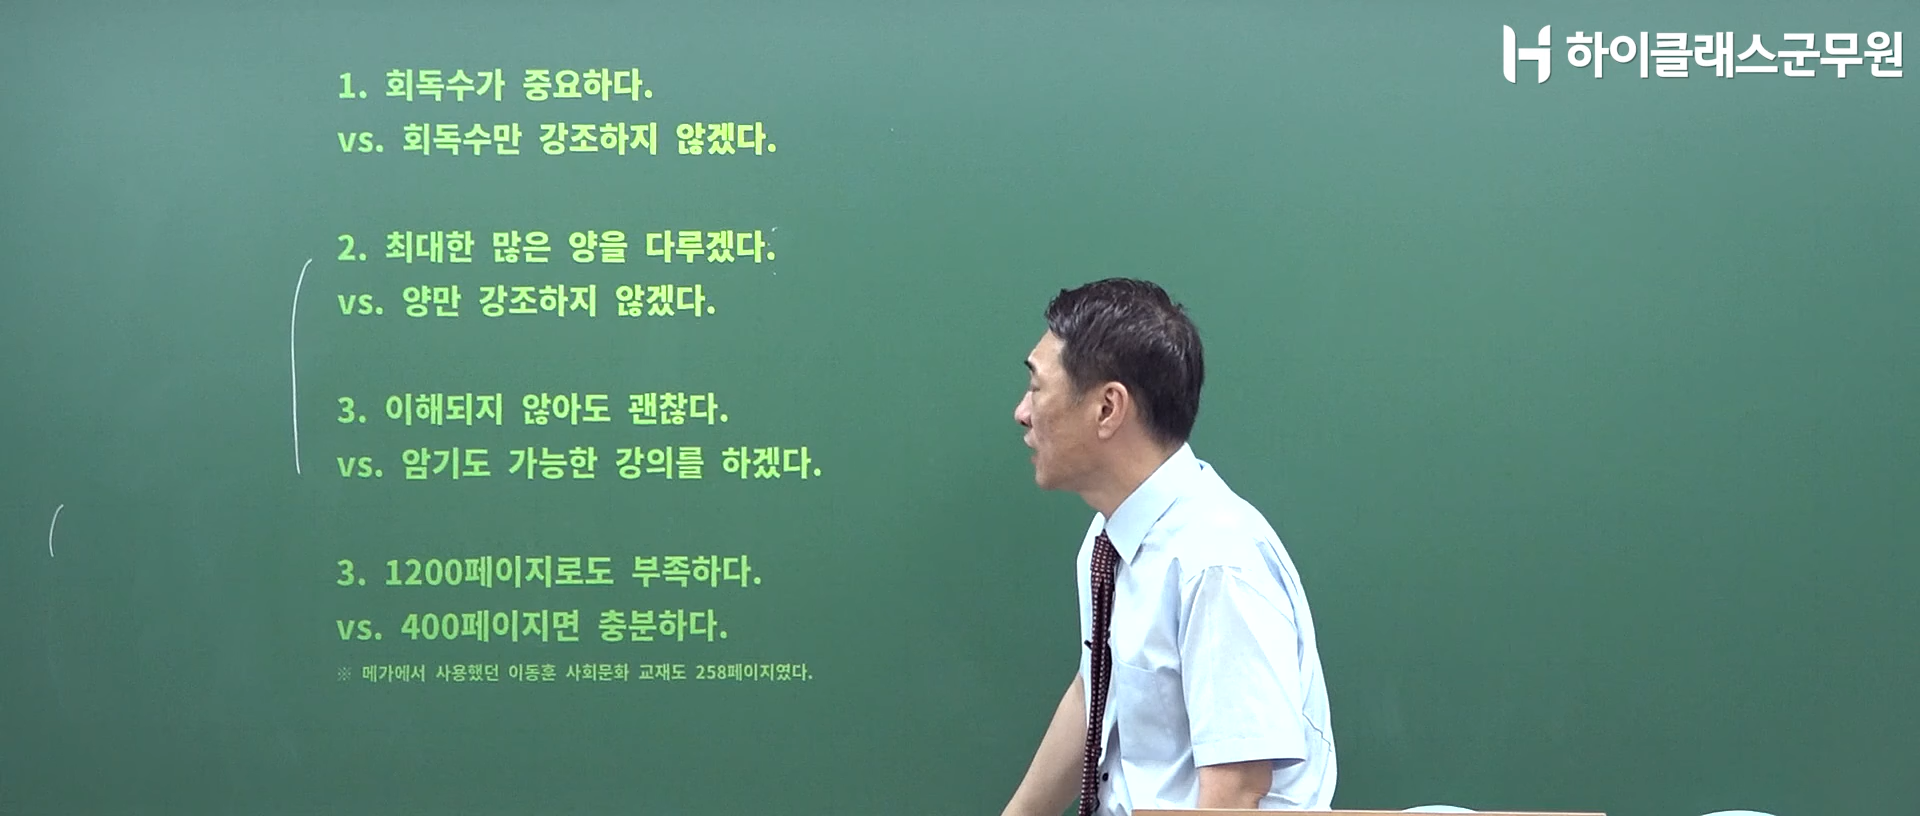 하이클래스군무원
1. 회독수가 중요하다.
vs. 회독수만 강조하지 않겠다.
2. 최대한 많은 양을 다루겠다.
vs. 양만 강조하지 않겠다.
3. 이해되지 않아도 괜찮다.
vs. 암기도 가능한 강의를 하겠다.
3. 1200페이지로도 부족하다.
vs. 400페이지면 충분하다.
※ 메가에서 사용했던 이동훈 사회문화 교재도 258페이지였다.